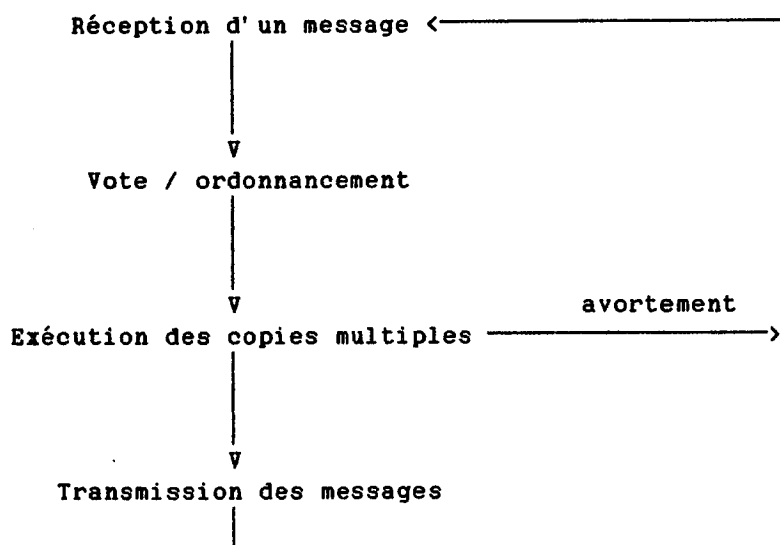 Réception d'un message
Vote / ordonnancement
avortement
Exécution des copies multiples
Transmission des messages